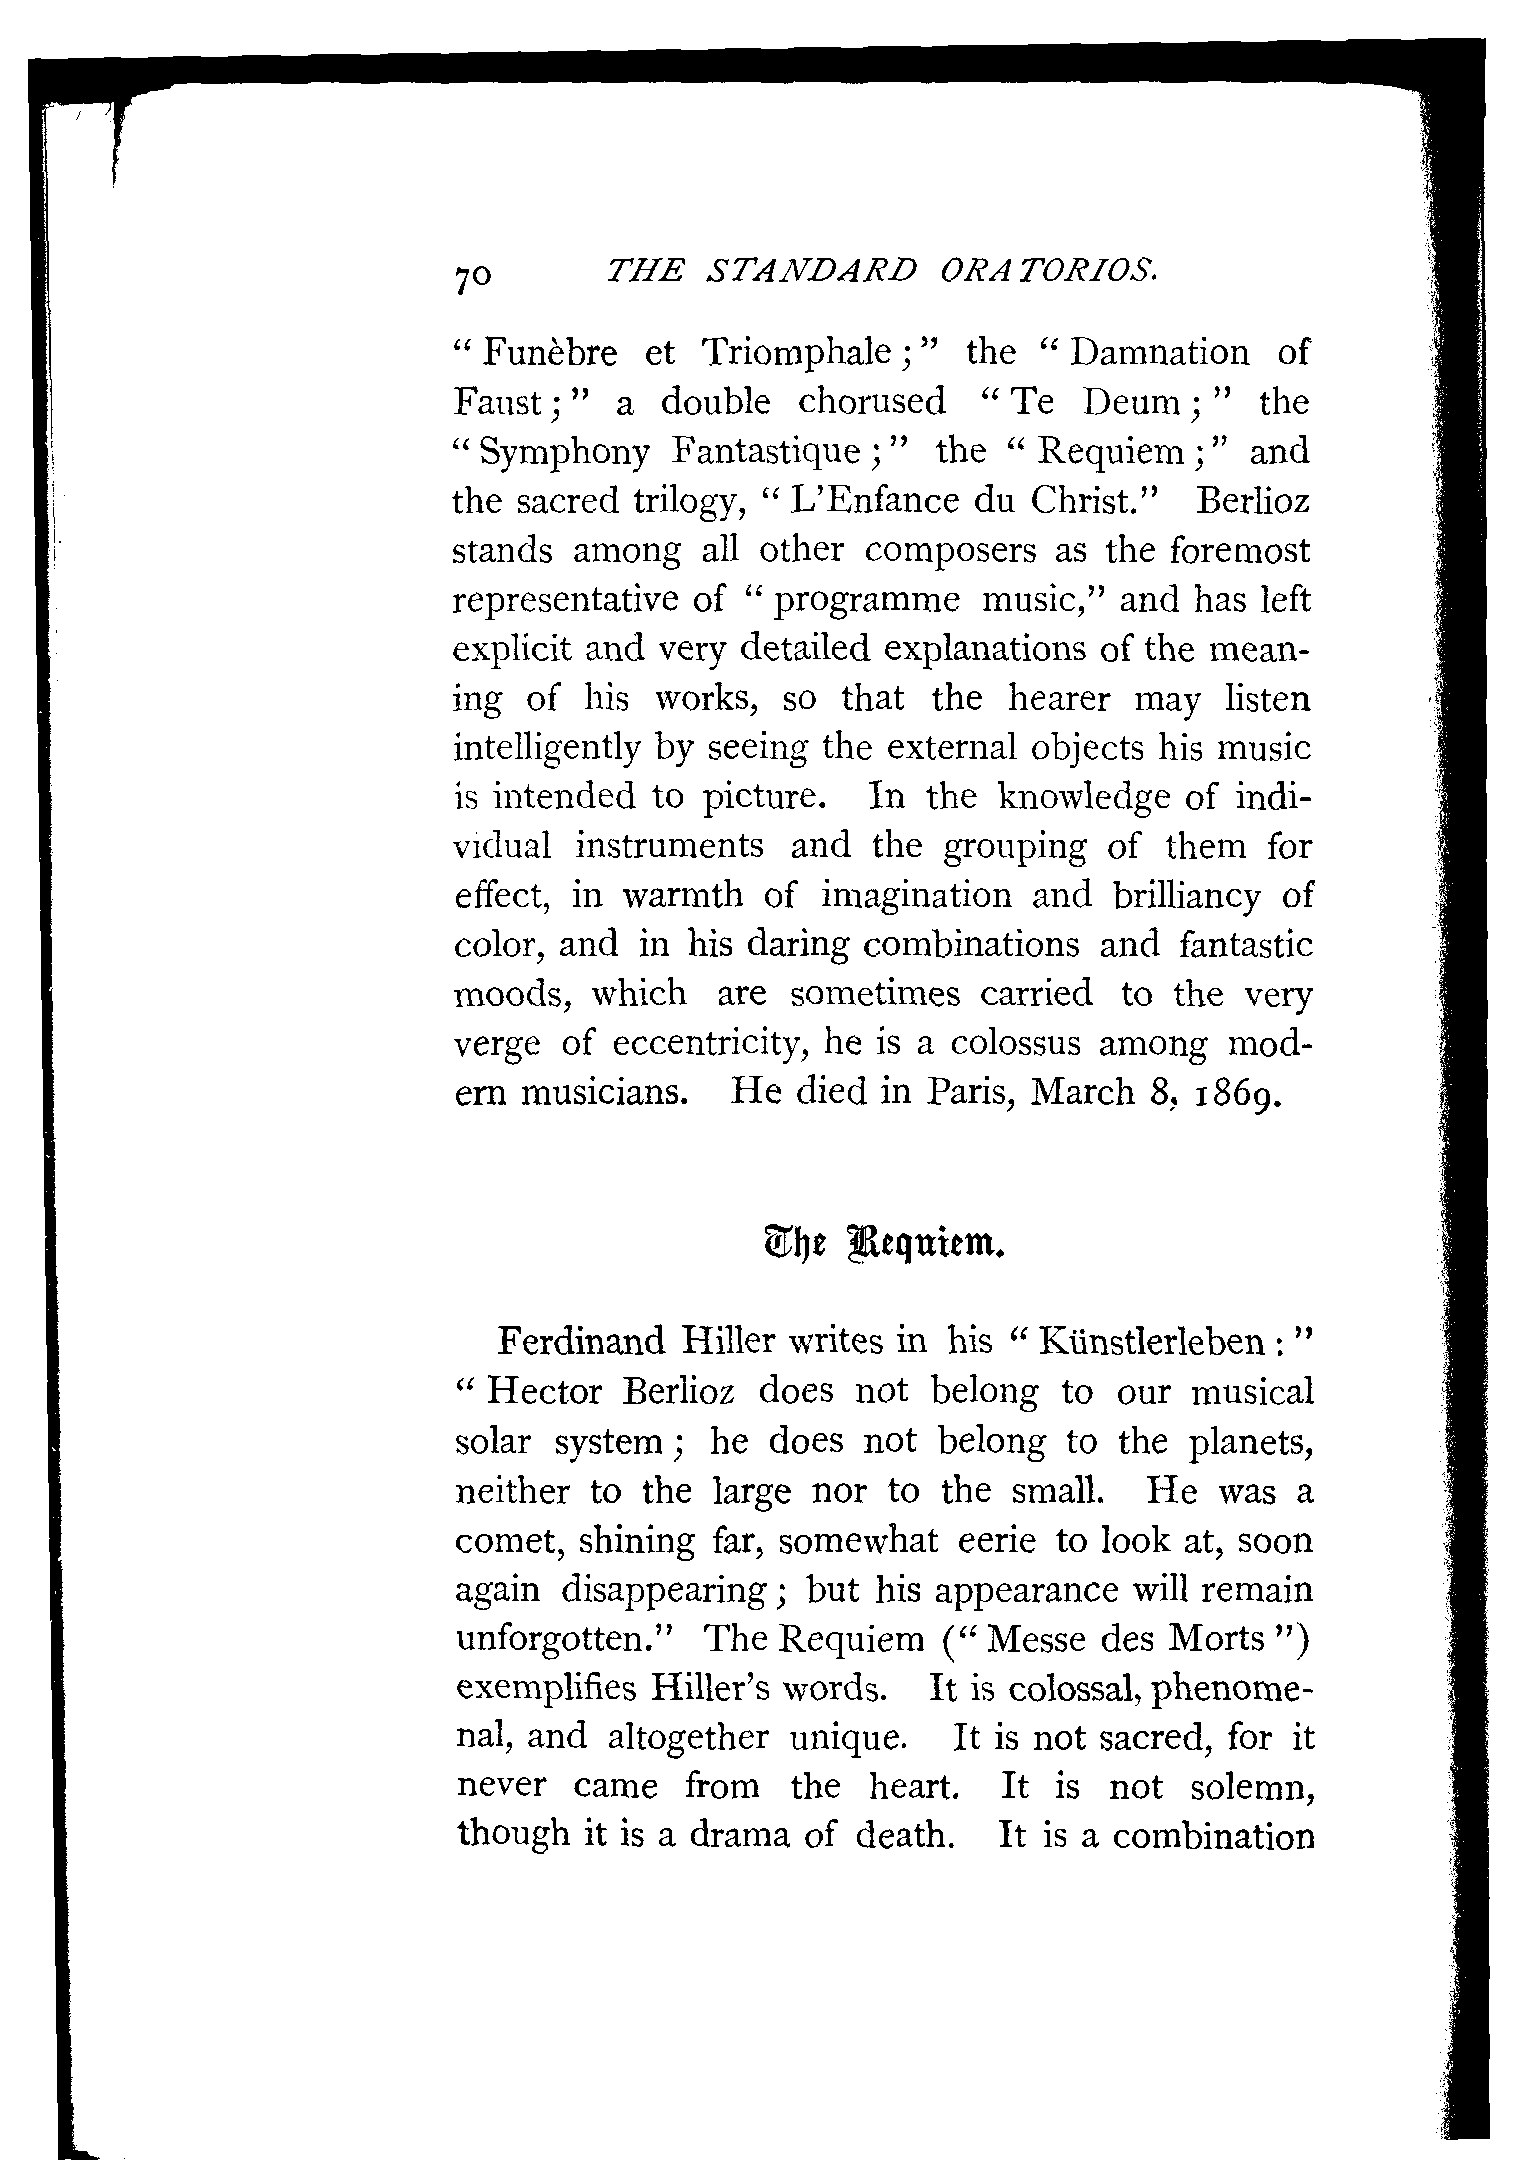 70 THE STANDARD ORATORIOS.
“ Funèbre et Triomphale ; ” the “ Damnation of
Faust ; ” a double chorused “ Te Deum ; ” the
“ Symphony Fantastique ; ” the “ Requiem ; ” and
the sacred trilogy, “ L’Enfance du Christ.” Berlioz
stands among all other composers as the foremost
representative of “ programme music,” and has left
explicit and very detailed explanations of the mean-
ing of his works, so that the hearer may listen
intelligently by seeing the external objects his music
is intended to picture. In the knowledge of indi-
vidual instruments and the grouping of them for
effect, in warmth of imagination and brilliancy of
color, and in his daring combinations and fantastic
moods, which are sometimes carried to the very
verge of eccentricity, he is a colossus among mod-
ern musicians. He died in Paris, March 8, 1869.
The Requiem.
Ferdinand Hiller writes in his “ Künstlerleben : ”
“ Hector Berlioz does not belong to our musical
solar system ; he does not belong to the planets,
neither to the large nor to the small. He was a
comet, shining far, somewhat eerie to look at, soon
again disappearing ; but his appearance will remain
unforgotten.” The Requiem (“ Messe des Morts ”)
exemplifies Hiller’s words. It is colossal, phenome-
nal, and altogether unique. It is not sacred, for it
never came from the heart. It is not solemn,
though it is a drama of death. It is a combination